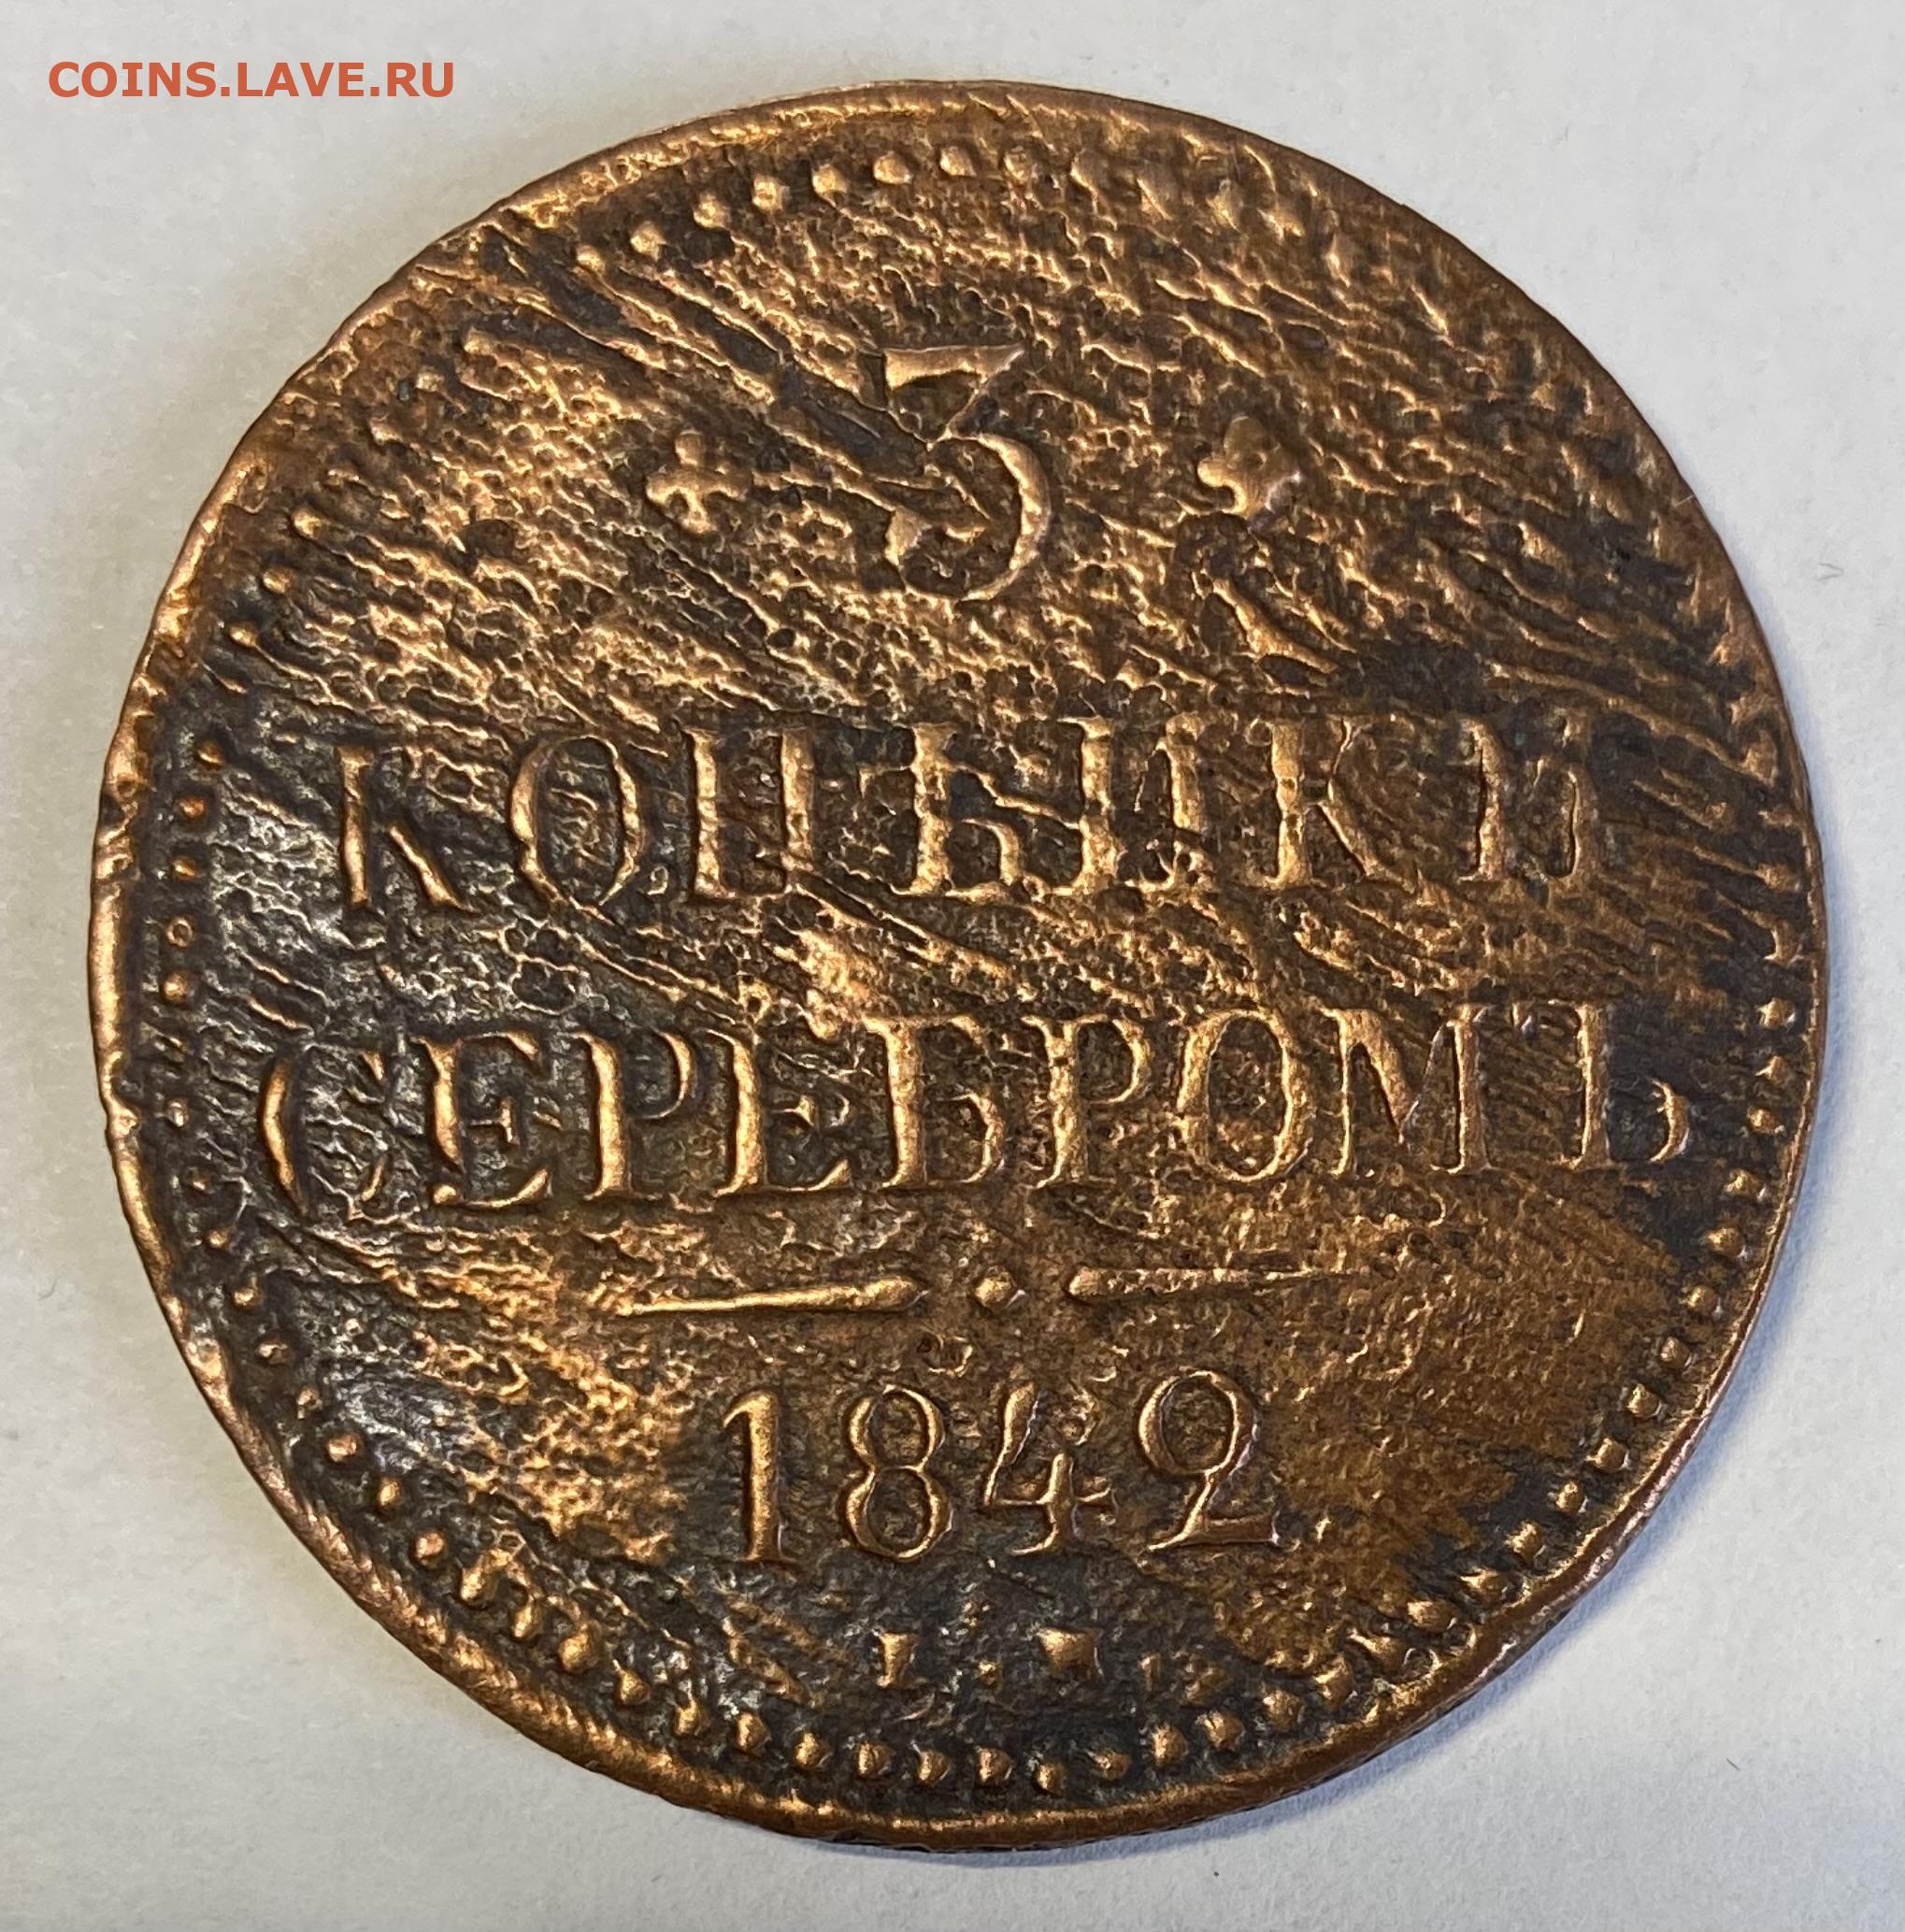 COINS.LAVE.RU
3
КОПѢЙКИ
СЕРЕБРОМЪ
1842